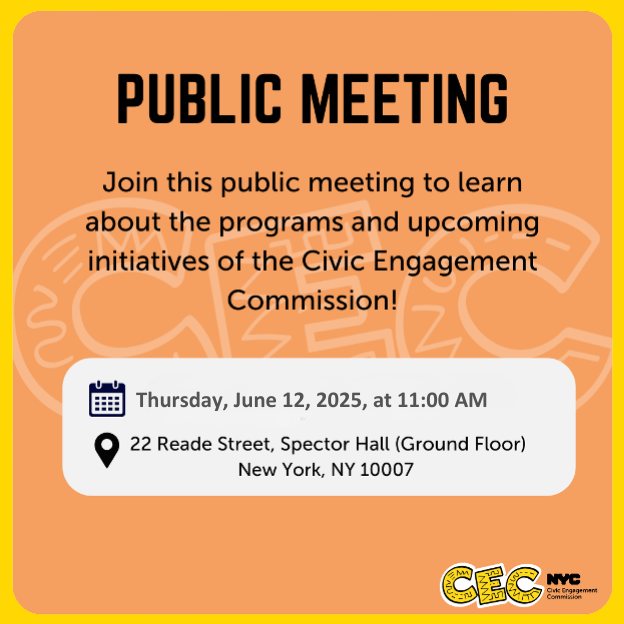 PUBLIC MEETING
Join this public meeting to learn
about the programs and upcoming
initiatives of the Civic Engagement
Commission!
Thursday, June 12, 2025, at 11:00 AM
22 Reade Street, Spector Hall (Ground Floor)
New York, NY 10007
CEC
NYC
Civic Engagement
Commission